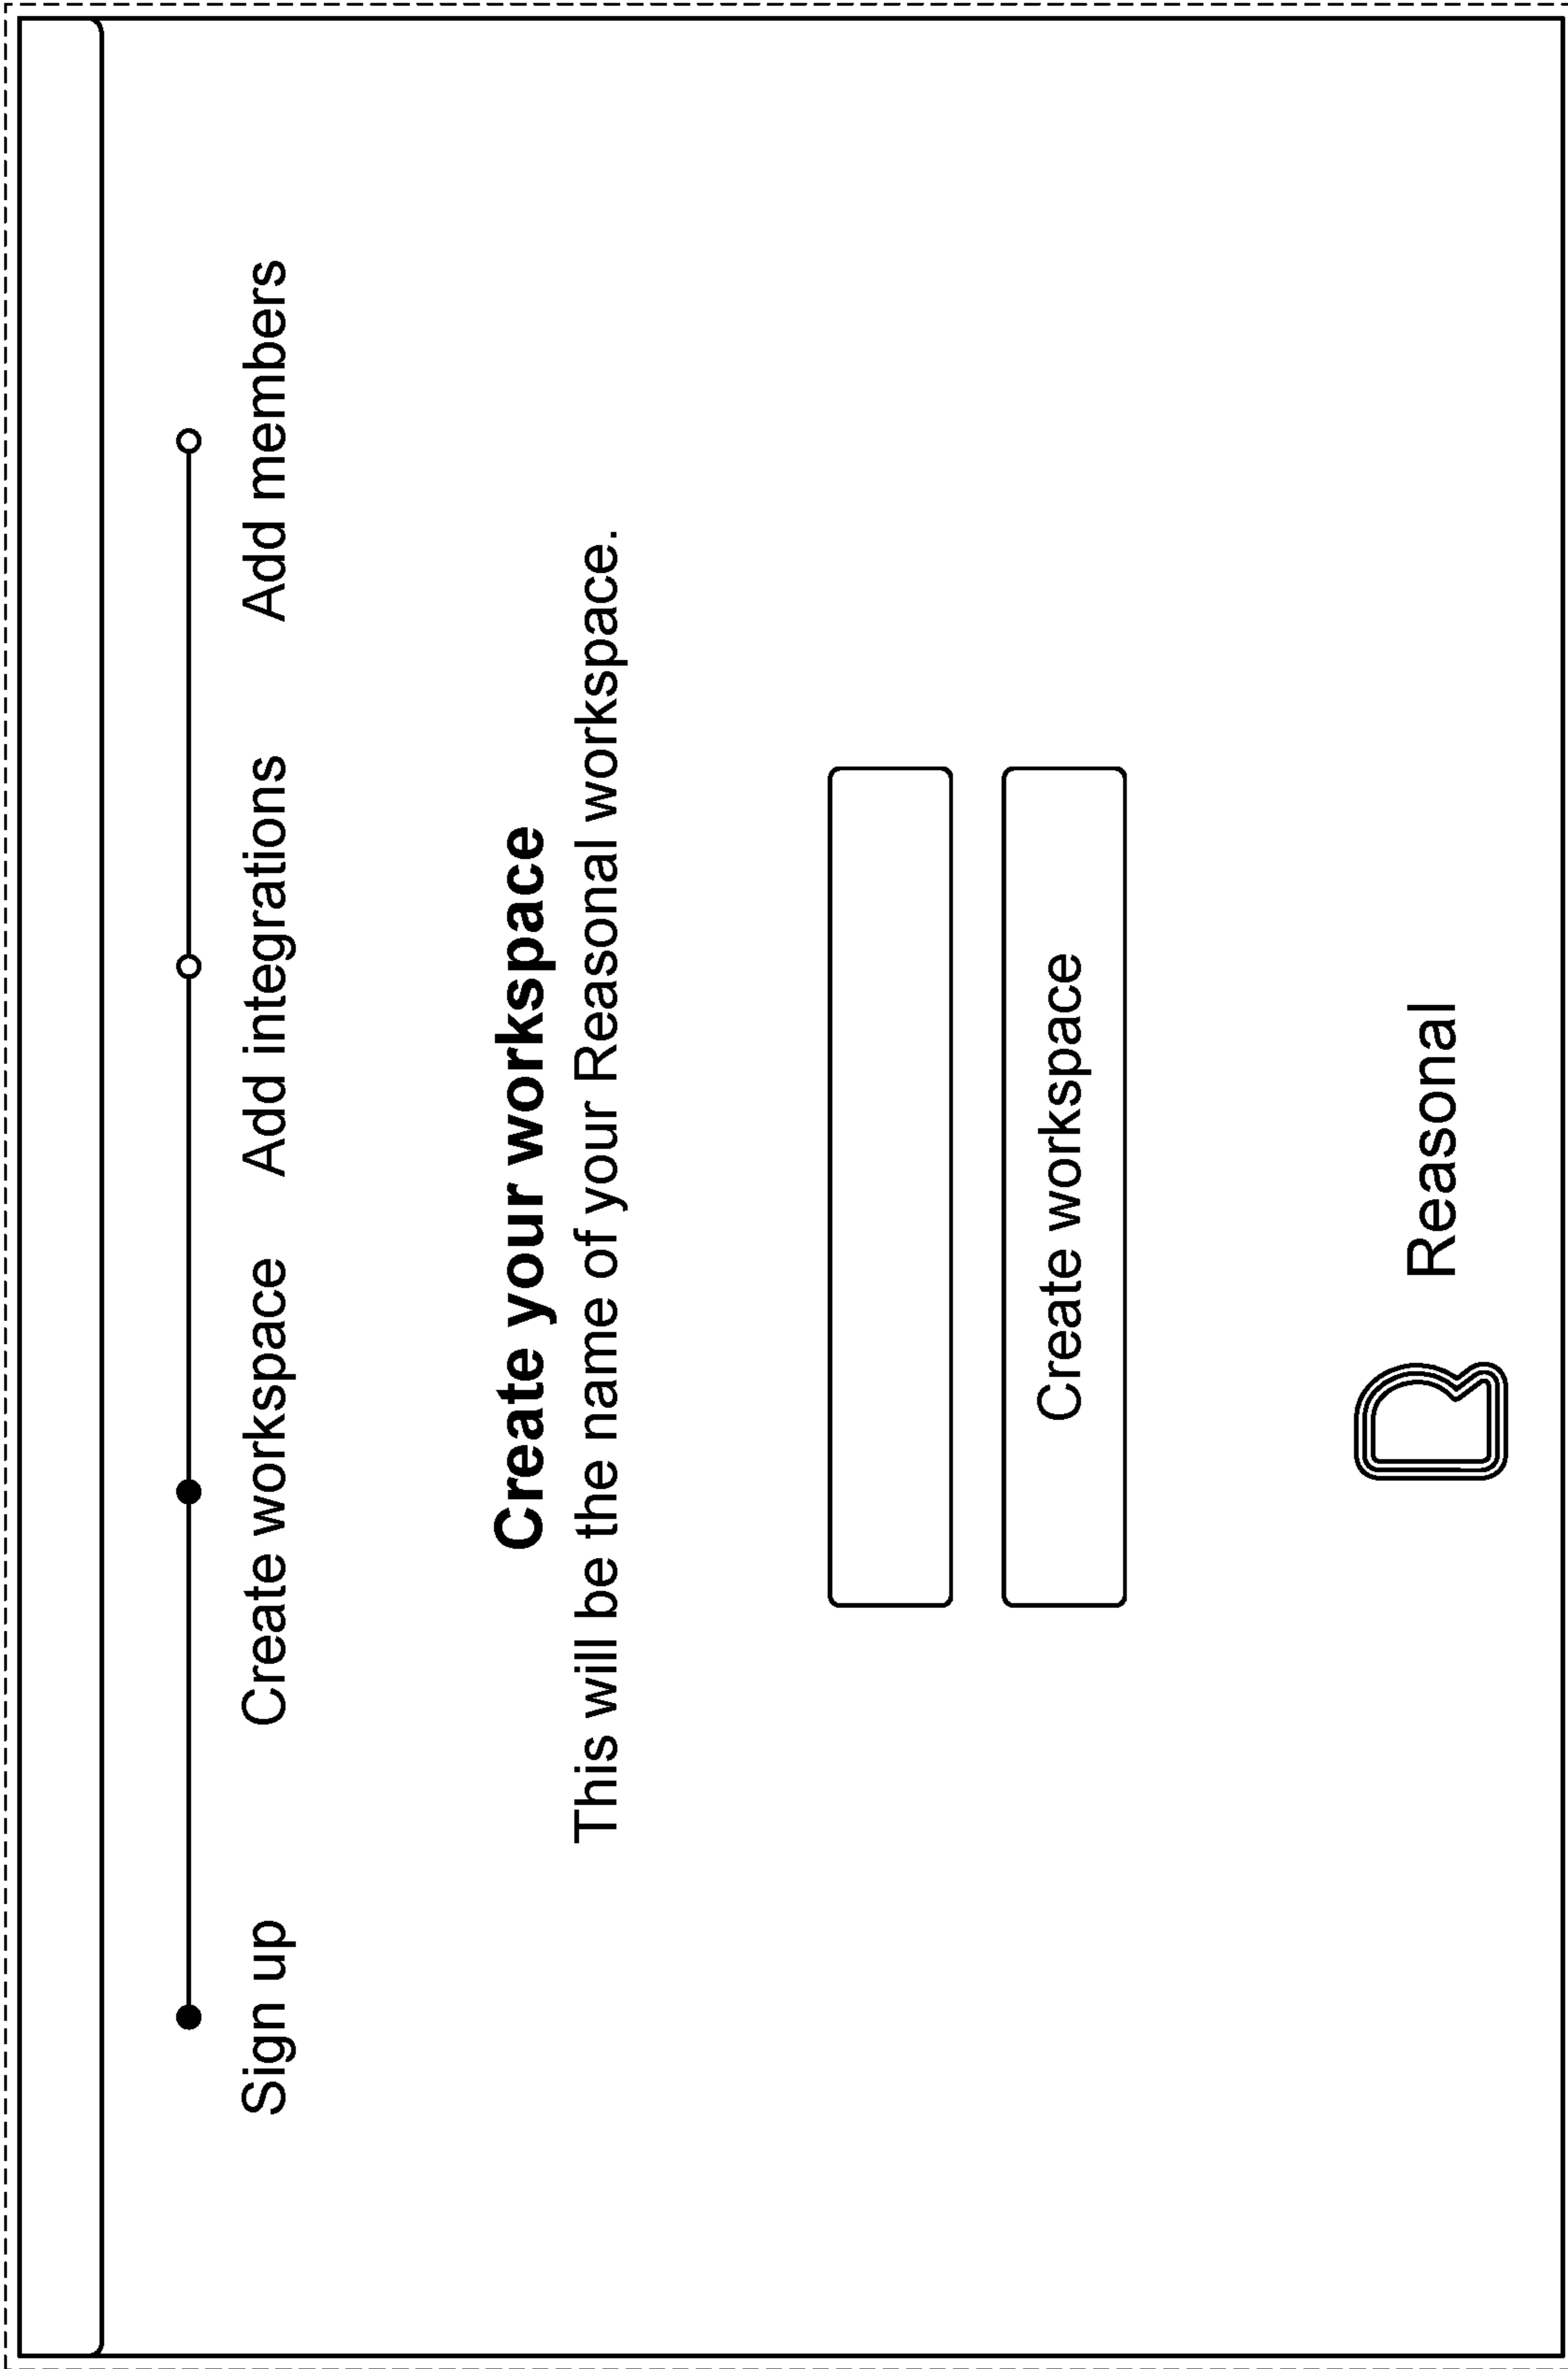 Sign up Create workspace Add integrations Add members
Create your workspace
This will be the name of your Reasonal workspace.
Create workspace
Reasonal